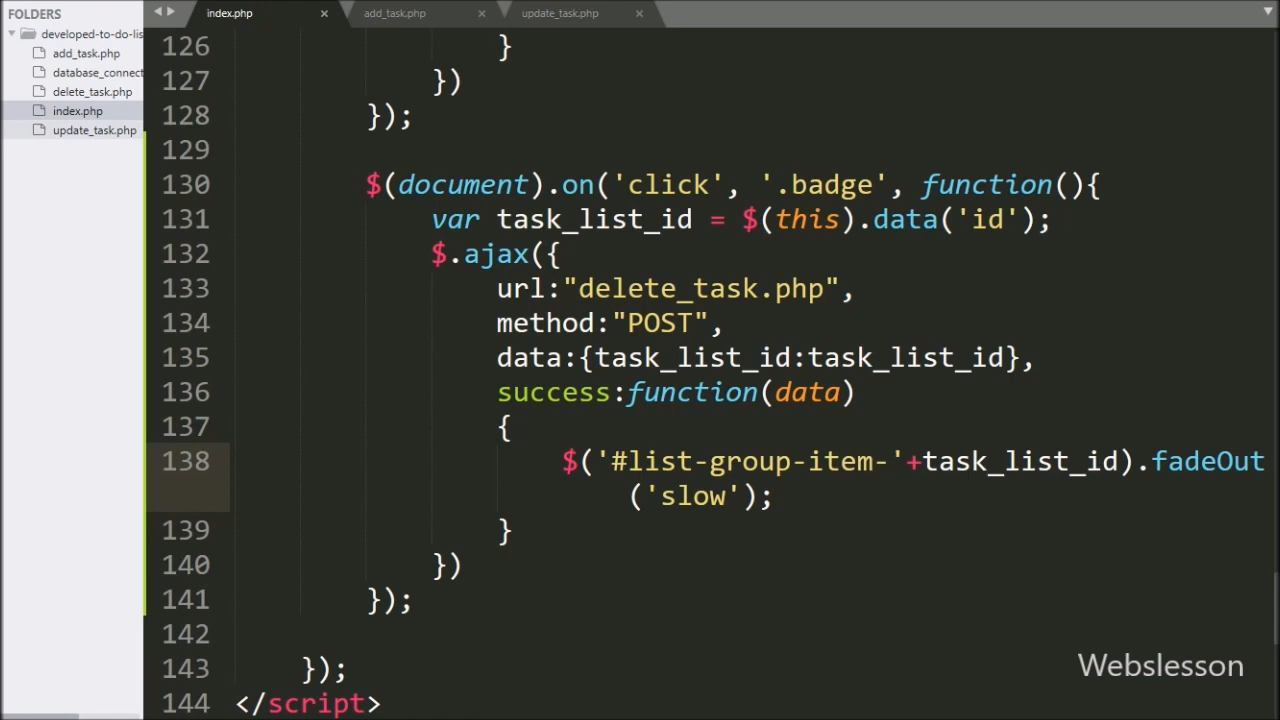 FOLDERS
developed-to-do-lis
add_task.php
database_connect
delete_task.php
index.php
update_task.php
index.php × add_task.php × update_task.php ×
126 }
127 })
128 });
129
130 $(document).on('click', '.badge', function(){
131 var task_list_id = $(this).data('id');
132 $.ajax({
133 url:"delete_task.php",
134 method:"POST",
135 data:{task_list_id:task_list_id},
136 success:function(data)
137 {
138 $('#list-group-item-'+task_list_id).fadeOut
('slow');
139 }
140 })
141 });
142
143 });
144 </script>
Webslesson